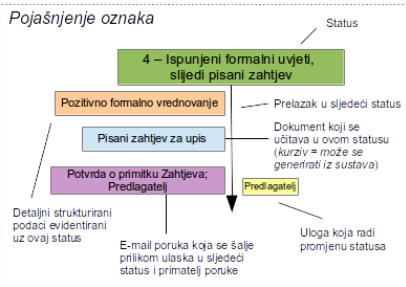 Pojašnjenje oznaka
Status
4 – Ispunjeni formalni uvjeti,
slijedi pisani zahtjev
Pozitivno formalno vrednovanje
Prelazak u sljedeći status
Pisani zahtjev za upis
Dokument koji se
učitava u ovom statusu
(kurziv = može se
generirati iz sustava)
Potvrda o primitku Zahtjeva;
Predlagatelj
Predlagatelj
Detaljni strukturirani
podaci evidentirani
uz ovaj status
E-mail poruka koja se šalje
prilikom ulaska u sljedeći
status i primatelj poruke
Uloga koja radi
promjenu statusa